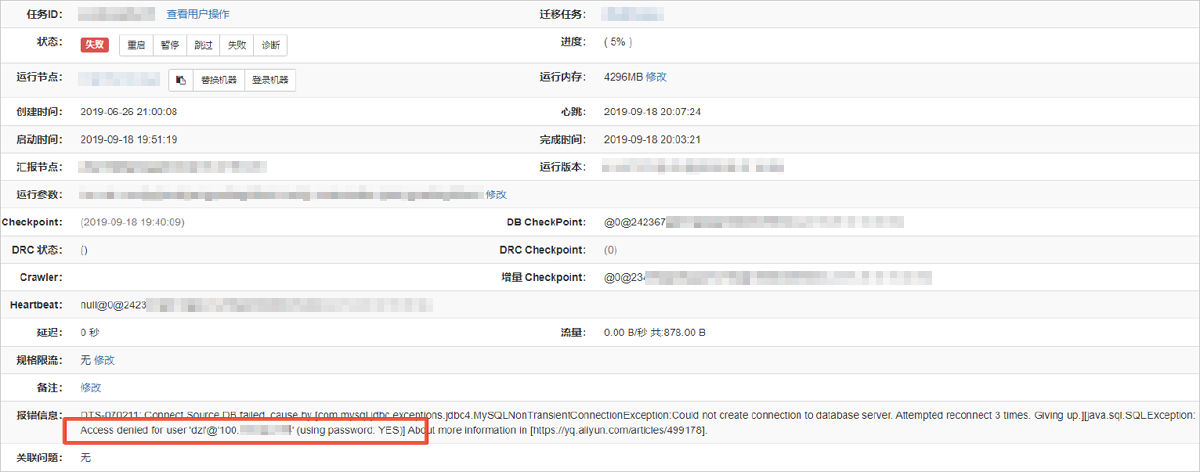 任务ID: 查看用户操作 迁移任务:
状态: 失败 重启 暂停 跳过 失败 诊断 进度: ( 5% )
运行节点: 替换机器 登录机器 运行内存: 4296MB 修改
创建时间: 2019-06-26 21:00:08 心跳: 2019-09-18 20:07:24
启动时间: 2019-09-18 19:51:19 完成时间: 2019-09-18 20:03:21
汇报节点: 运行版本:
运行参数: 修改
Checkpoint: (2019-09-18 19:40:09) DB CheckPoint: @0@242367
DRC 状态: () DRC Checkpoint: (0)
Crawler: 增量 Checkpoint: @0@234
Heartbeat: null@0@2423
延迟: 0 秒 流量: 0.00 B/秒 共:878.00 B
规格限流: 无 修改
备注: 修改
报错信息: DTS-070211: Connect Source DB failed. cause by [com.mysql.jdbc.exceptions.jdbc4.MySQLNonTransientConnectionException:Could not create connection to database server. Attempted reconnect 3 times. Giving up.][java.sql.SQLException:
Access denied for user 'dzl'@'100. ' (using password: YES)] About more information in [https://yq.aliyun.com/articles/499178].
关联问题: 无